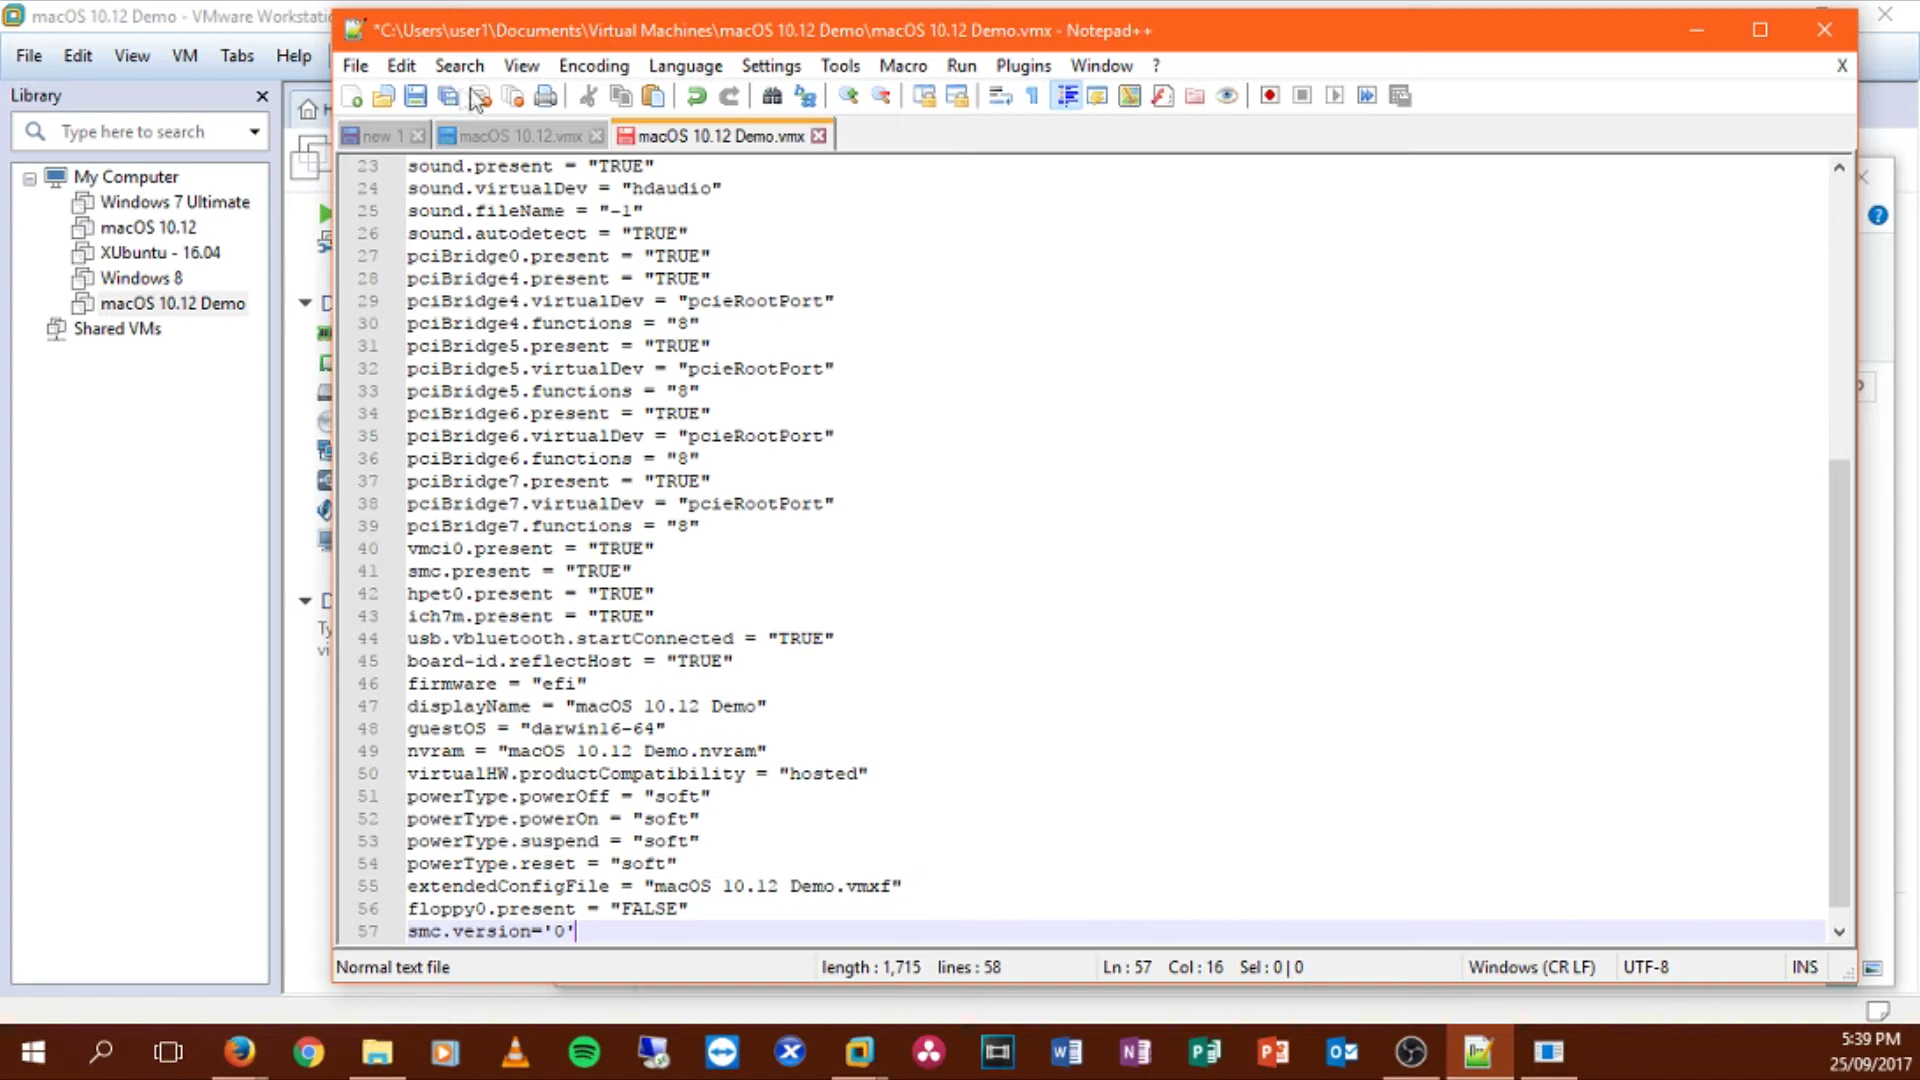 macOS 10.12 Demo - VMware Workstatio
File Edit View VM Tabs Help
Library
Type here to search
My Computer
Windows 7 Ultimate
macOS 10.12
XUbuntu - 16.04
Windows 8
macOS 10.12 Demo
Shared VMs
*C:\Users\user1\Documents\Virtual Machines\macOS 10.12 Demo\macOS 10.12 Demo.vmx - Notepad++
File Edit Search View Encoding Language Settings Tools Macro Run Plugins Window ? X
new 1 macOS 10.12.vmx macOS 10.12 Demo.vmx
23 sound.present = "TRUE"
24 sound.virtualDev = "hdaudio"
25 sound.fileName = "-1"
26 sound.autodetect = "TRUE"
27 pciBridge0.present = "TRUE"
28 pciBridge4.present = "TRUE"
29 pciBridge4.virtualDev = "pcieRootPort"
30 pciBridge4.functions = "8"
31 pciBridge5.present = "TRUE"
32 pciBridge5.virtualDev = "pcieRootPort"
33 pciBridge5.functions = "8"
34 pciBridge6.present = "TRUE"
35 pciBridge6.virtualDev = "pcieRootPort"
36 pciBridge6.functions = "8"
37 pciBridge7.present = "TRUE"
38 pciBridge7.virtualDev = "pcieRootPort"
39 pciBridge7.functions = "8"
40 vmci0.present = "TRUE"
41 smc.present = "TRUE"
42 hpet0.present = "TRUE"
43 ich7m.present = "TRUE"
44 usb.vbluetooth.startConnected = "TRUE"
45 board-id.reflectHost = "TRUE"
46 firmware = "efi"
47 displayName = "macOS 10.12 Demo"
48 guestOS = "darwin16-64"
49 nvram = "macOS 10.12 Demo.nvram"
50 virtualHW.productCompatibility = "hosted"
51 powerType.powerOff = "soft"
52 powerType.powerOn = "soft"
53 powerType.suspend = "soft"
54 powerType.reset = "soft"
55 extendedConfigFile = "macOS 10.12 Demo.vmxf"
56 floppy0.present = "FALSE"
57 smc.version='0'
Normal text file length : 1,715 lines : 58 Ln : 57 Col : 16 Sel : 0 | 0 Windows (CR LF) UTF-8 INS
5:39 PM
25/09/2017